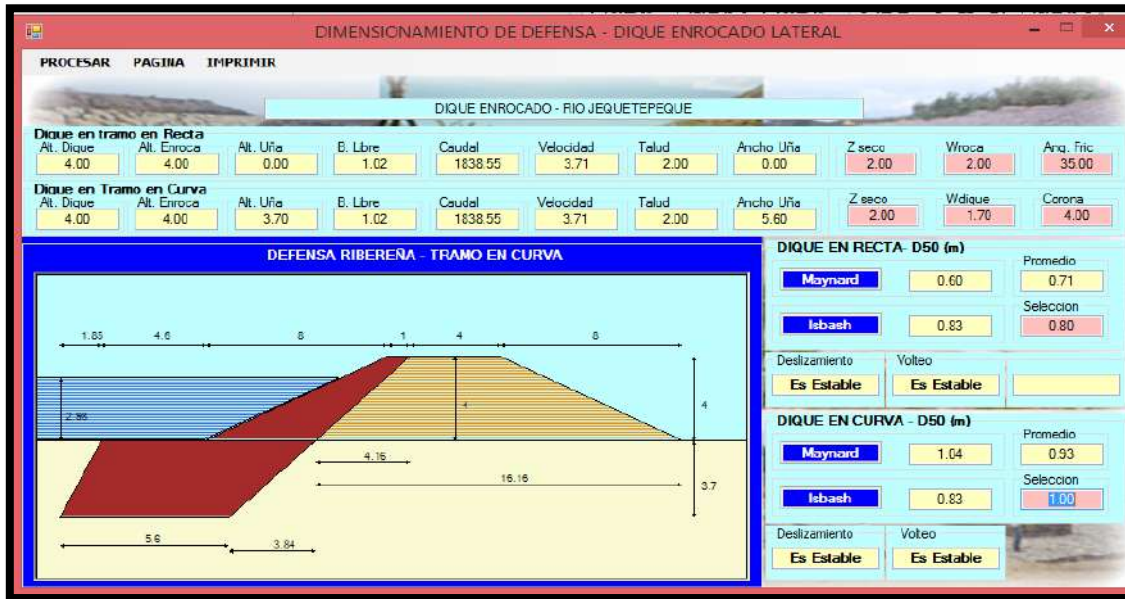 DIMENSIONAMIENTO DE DEFENSA - DIQUE ENROCADO LATERAL
PROCESAR PAGINA IMPRIMIR
DIQUE ENROCADO - RIO JEQUETEPEQUE
Dique en tramo en Recta
Alt. Dique Alt. Enroca Alt. Uña B. Libre Caudal Velocidad Talud Ancho Uña Z seco Wroca Ang. Fric
4.00 4.00 0.00 1.02 1838.55 3.71 2.00 0.00 2.00 2.00 35.00
Dique en Tramo en Curva
Alt. Dique Alt. Enroca Alt. Uña B. Libre Caudal Velocidad Talud Ancho Uña Z seco Wdique Corona
4.00 4.00 3.70 1.02 1838.55 3.71 2.00 5.60 2.00 1.70 4.00
DEFENSA RIBEREÑA - TRAMO EN CURVA
1.85 4.6 8 1 4 8
2.98 4 4
4.16
16.16
3.7
5.6 3.84
DIQUE EN RECTA- D50 (m)
Promedio
Maynard 0.60 0.71
Seleccion
Isbash 0.83 0.80
Deslizamiento Volteo
Es Estable Es Estable
DIQUE EN CURVA - D50 (m)
Promedio
Maynard 1.04 0.93
Seleccion
Isbash 0.83 1.00
Deslizamiento Volteo
Es Estable Es Estable